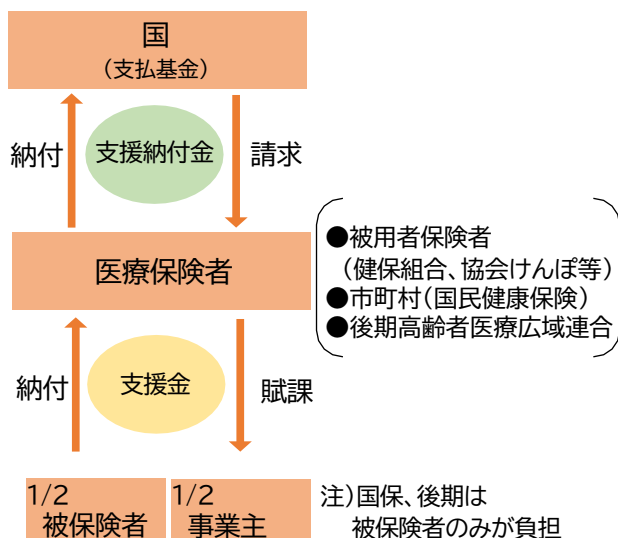 国
(支払基金)
納付
支援納付金
請求
医療保険者
●被用者保険者
(健保組合、協会けんぽ等)
●市町村(国民健康保険)
●後期高齢者医療広域連合
納付
支援金
賦課
1/2
被保険者
1/2
事業主
注)国保、後期は
被保険者のみが負担